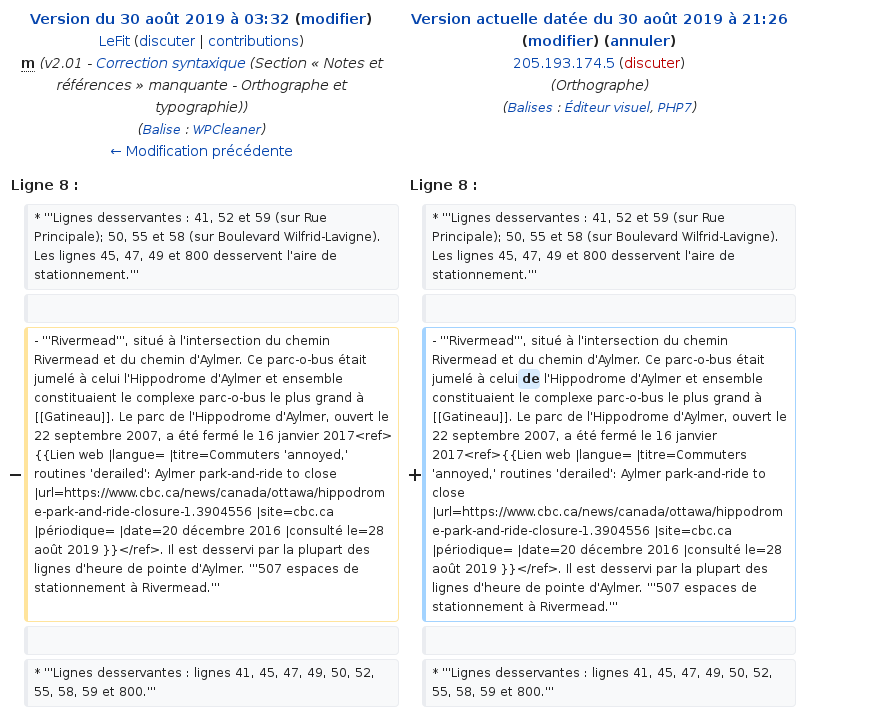 Version du 30 août 2019 à 03:32 (modifier)
LeFit (discuter | contributions)
m (v2.01 - Correction syntaxique (Section « Notes et
références » manquante - Orthographe et
typographie))
(Balise : WPCleaner)
← Modification précédente
Version actuelle datée du 30 août 2019 à 21:26
(modifier) (annuler)
205.193.174.5 (discuter)
(Orthographe)
(Balises : Éditeur visuel, PHP7)
Ligne 8 :
Ligne 8 :
* '''Lignes desservantes : 41, 52 et 59 (sur Rue
Principale); 50, 55 et 58 (sur Boulevard Wilfrid-Lavigne).
Les lignes 45, 47, 49 et 800 desservent l'aire de
stationnement.'''
* '''Lignes desservantes : 41, 52 et 59 (sur Rue
Principale); 50, 55 et 58 (sur Boulevard Wilfrid-Lavigne).
Les lignes 45, 47, 49 et 800 desservent l'aire de
stationnement.'''
−
- '''Rivermead''', situé à l'intersection du chemin
Rivermead et du chemin d'Aylmer. Ce parc-o-bus était
jumelé à celui l'Hippodrome d'Aylmer et ensemble
constituaient le complexe parc-o-bus le plus grand à
[[Gatineau]]. Le parc de l'Hippodrome d'Aylmer, ouvert le
22 septembre 2007, a été fermé le 16 janvier 2017<ref>
{{Lien web |langue= |titre=Commuters 'annoyed,'
routines 'derailed': Aylmer park-and-ride to close
|url=https://www.cbc.ca/news/canada/ottawa/hippodrom
e-park-and-ride-closure-1.3904556 |site=cbc.ca
|périodique= |date=20 décembre 2016 |consulté le=28
août 2019 }}</ref>. Il est desservi par la plupart des
lignes d'heure de pointe d'Aylmer. '''507 espaces de
stationnement à Rivermead.'''
+
- '''Rivermead''', situé à l'intersection du chemin
Rivermead et du chemin d'Aylmer. Ce parc-o-bus était
jumelé à celui de l'Hippodrome d'Aylmer et ensemble
constituaient le complexe parc-o-bus le plus grand à
[[Gatineau]]. Le parc de l'Hippodrome d'Aylmer, ouvert le
22 septembre 2007, a été fermé le 16 janvier
2017<ref>{{Lien web |langue= |titre=Commuters
'annoyed,' routines 'derailed': Aylmer park-and-ride to
close
|url=https://www.cbc.ca/news/canada/ottawa/hippodrom
e-park-and-ride-closure-1.3904556 |site=cbc.ca
|périodique= |date=20 décembre 2016 |consulté le=28
août 2019 }}</ref>. Il est desservi par la plupart des
lignes d'heure de pointe d'Aylmer. '''507 espaces de
stationnement à Rivermead.'''
* '''Lignes desservantes : lignes 41, 45, 47, 49, 50, 52,
55, 58, 59 et 800.'''
* '''Lignes desservantes : lignes 41, 45, 47, 49, 50, 52,
55, 58, 59 et 800.'''